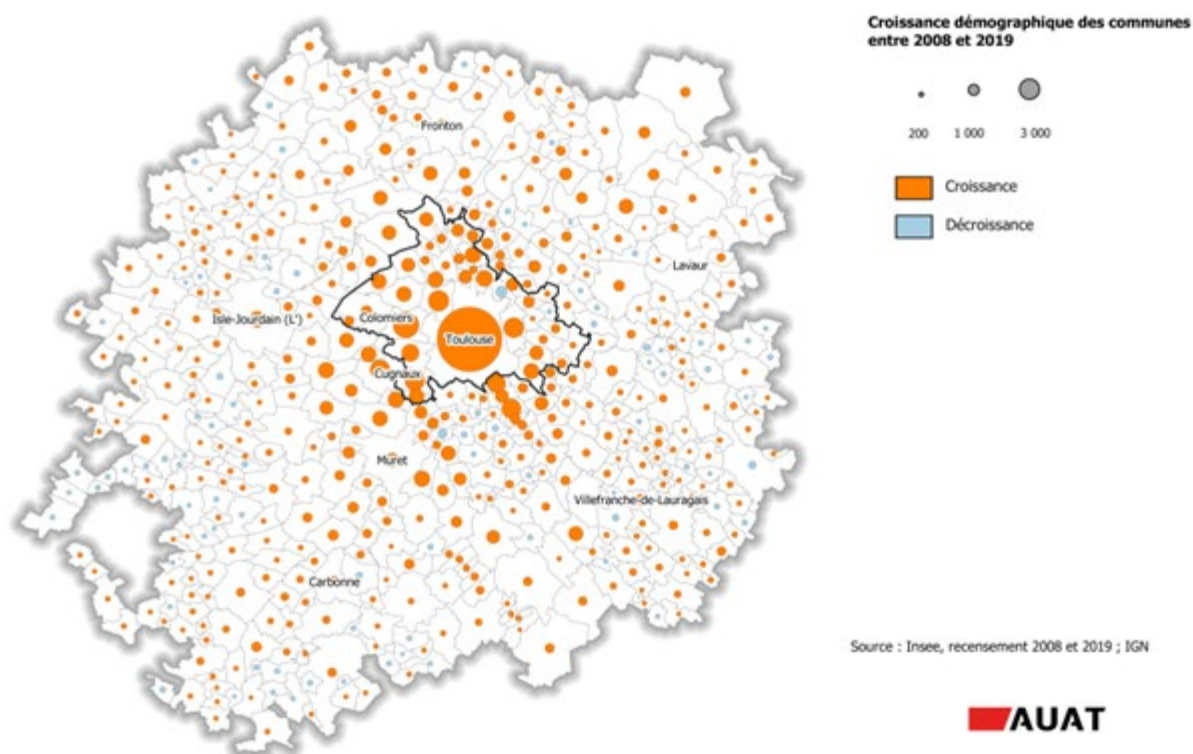 Croissance démographique des communes
entre 2008 et 2019
200 1 000 3 000
Croissance
Décroissance
Fronton
Lavaur
Isle-Jourdain (L')
Colomiers
Toulouse
Cugnaux
Muret
Villefranche-de-Lauragais
Carbonne
Source : Insee, recensement 2008 et 2019 ; IGN
AUAT